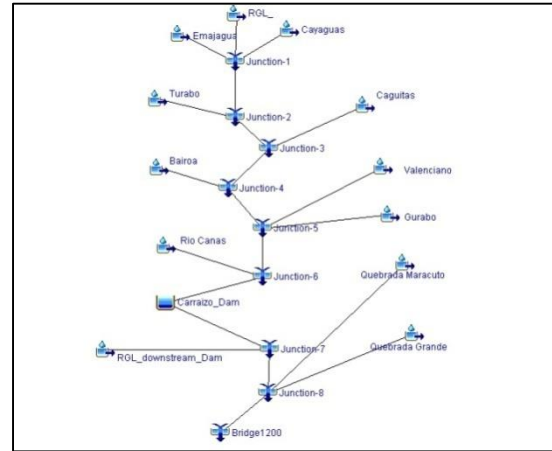 RGL_
Emajagua
Cayaguas
Junction-1
Turabo
Caguitas
Junction-2
Junction-3
Bairoa
Valenciano
Junction-4
Gurabo
Junction-5
Rio Canas
Junction-6
Quebrada Maracuto
Carraizo_Dam
Junction-7
Quebrada Grande
RGL_downstream_Dam
Junction-8
Bridge1200